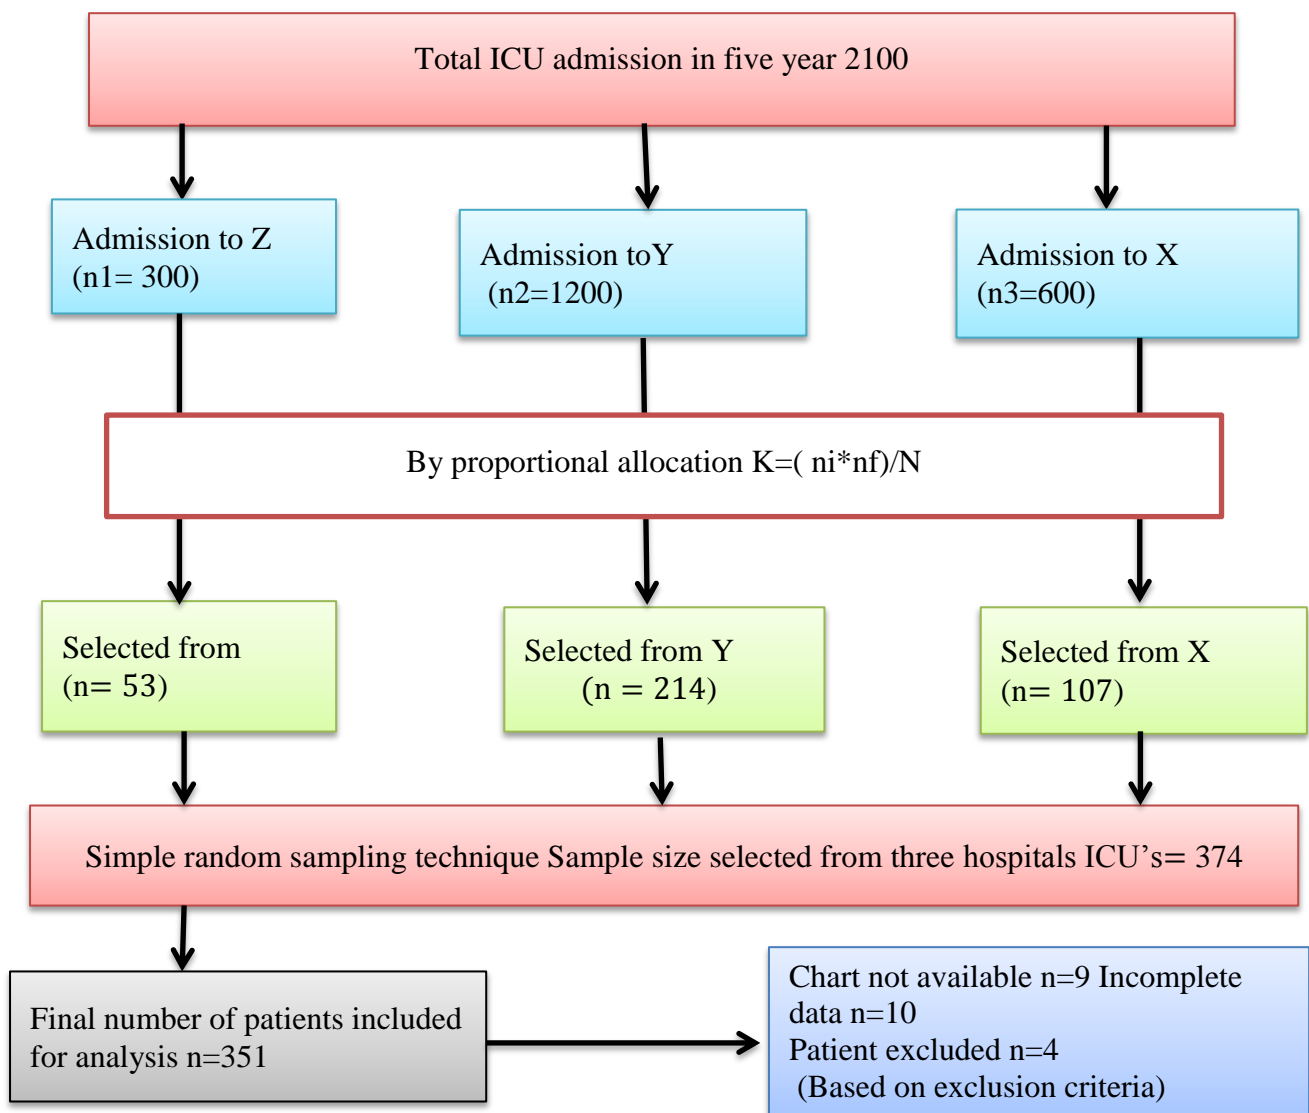 Total ICU admission in five year 2100
Admission to Z
(n1= 300)
Admission toY
(n2=1200)
Admission to X
(n3=600)
By proportional allocation K=( ni*nf)/N
Selected from
(n= 53)
Selected from Y
(n = 214)
Selected from X
(n= 107)
Simple random sampling technique Sample size selected from three hospitals ICU’s= 374
Final number of patients included
for analysis n=351
Chart not available n=9 Incomplete
data n=10
Patient excluded n=4
(Based on exclusion criteria)